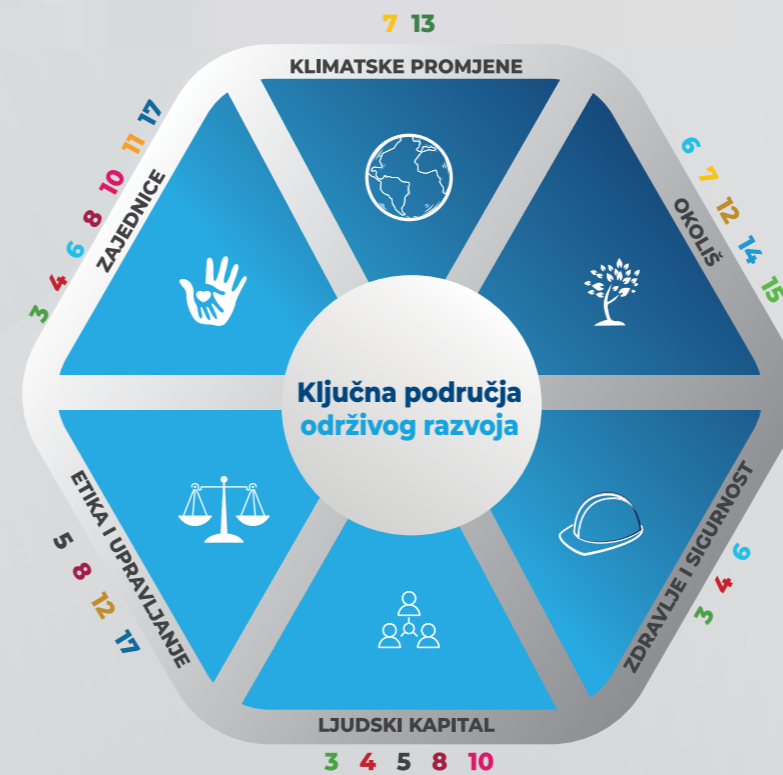 7 13
KLIMATSKE PROMJENE
6 7 12 14 15
OKOLIŠ
ZDRAVLJE I SIGURNOST
3 4 6
LJUDSKI KAPITAL
3 4 5 8 10
ETIKA I UPRAVLJANJE
5 8 12 17
ZAJEDNICE
3 4 6 8 10 11 17
Ključna područja
održivog razvoja